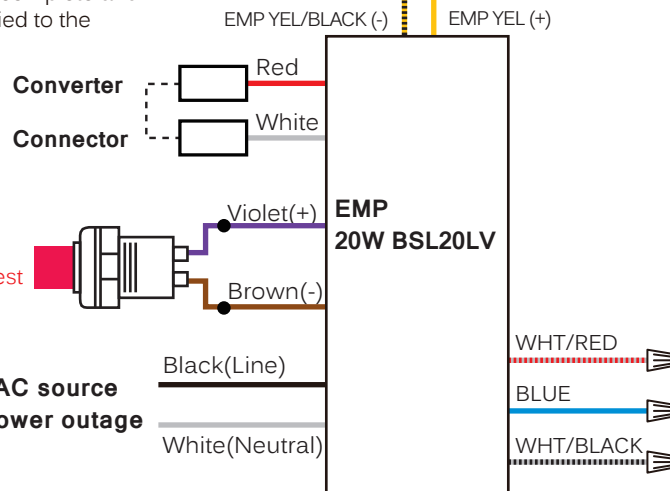 ied to the
EMP YEL/BLACK (-)
EMP YEL (+)
Red
Converter
White
Connector
Violet(+)
EMP
20W BSL20LV
est
Brown(-)
WHT/RED
Black(Line)
AC source
BLUE
ower outage
White(Neutral)
WHT/BLACK